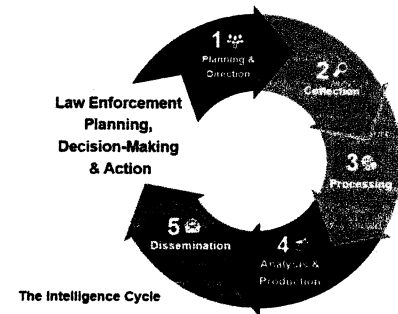 1
Planning &
Direction
2
Collection
3
Processing
4
Analysis &
Production
5
Dissemination
Law Enforcement
Planning,
Decision-Making
& Action
The Intelligence Cycle